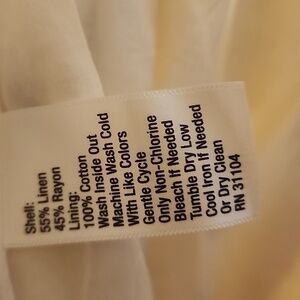 Shell:
55% Linen
45% Rayon
Lining:
100% Cotton
Wash Inside Out
Machine Wash Cold
With Like Colors
Gentle Cycle
Only Non-Chlorine
Bleach If Needed
Tumble Dry Low
Cool Iron If Needed
Or Dry Clean
RN 31104